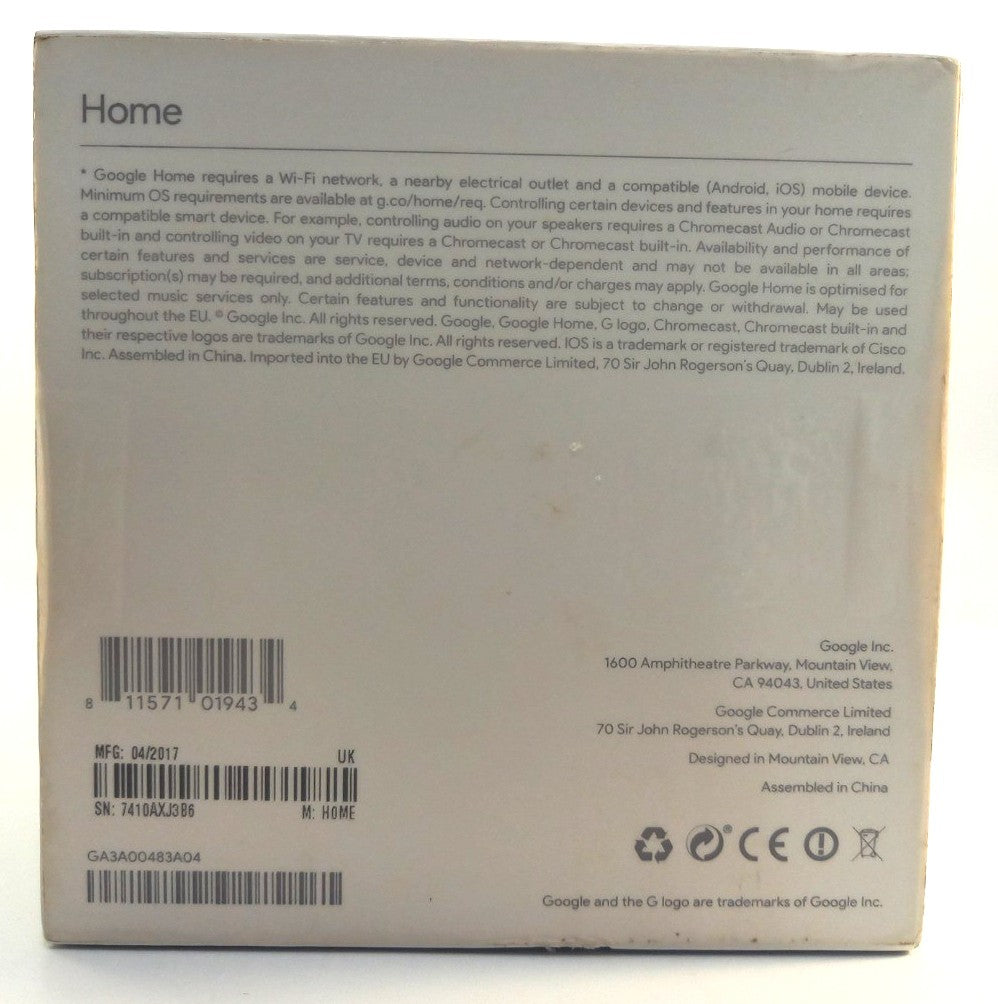 Home
* Google Home requires a Wi-Fi network, a nearby electrical outlet and a compatible (Android, iOS) mobile device.
Minimum OS requirements are available at g.co/home/req. Controlling certain devices and features in your home requires
a compatible smart device. For example, controlling audio on your speakers requires a Chromecast Audio or Chromecast
built-in and controlling video on your TV requires a Chromecast or Chromecast built-in. Availability and performance of
certain features and services are service, device and network-dependent and may not be available in all areas;
subscription(s) may be required, and additional terms, conditions and/or charges may apply. Google Home is optimised for
selected music services only. Certain features and functionality are subject to change or withdrawal. May be used
throughout the EU. © Google Inc. All rights reserved. Google, Google Home, G logo, Chromecast, Chromecast built-in and
their respective logos are trademarks of Google Inc. All rights reserved. IOS is a trademark or registered trademark of Cisco
Inc. Assembled in China. Imported into the EU by Google Commerce Limited, 70 Sir John Rogerson's Quay, Dublin 2, Ireland.
8 11571 01943 4
MFG: 04/2017 UK
SN: 7410AXJ3B6 M: HOME
GA3A00483A04
Google Inc.
1600 Amphitheatre Parkway, Mountain View,
CA 94043, United States
Google Commerce Limited
70 Sir John Rogerson's Quay, Dublin 2, Ireland
Designed in Mountain View, CA
Assembled in China
CE
Google and the G logo are trademarks of Google Inc.